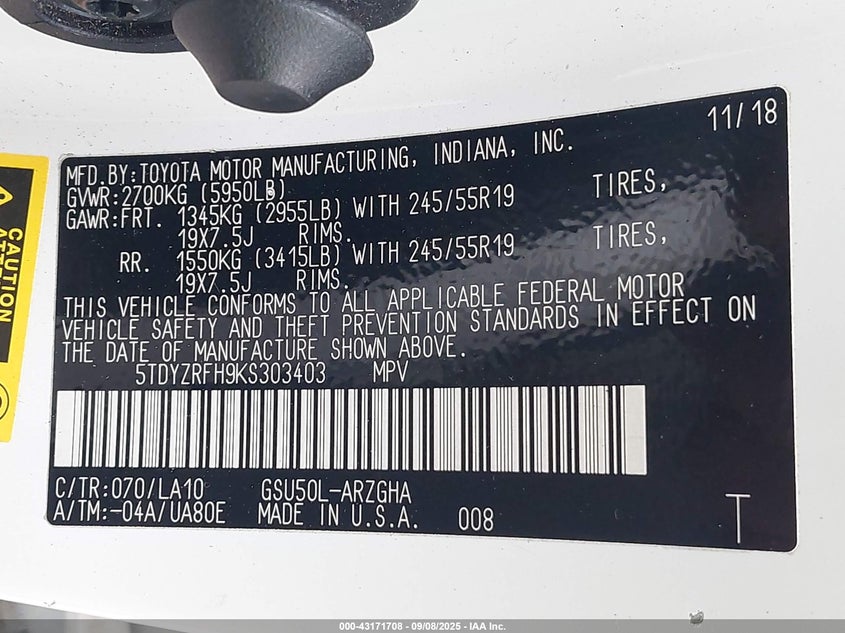 11/18
MFD.BY:TOYOTA MOTOR MANUFACTURING, INDIANA, INC.
GVWR:2700KG (5950LB)
GAWR:FRT. 1345KG (2955LB) WITH 245/55R19 TIRES,
19X7.5J RIMS.
RR. 1550KG (3415LB) WITH 245/55R19 TIRES,
19X7.5J RIMS.
THIS VEHICLE CONFORMS TO ALL APPLICABLE FEDERAL MOTOR
VEHICLE SAFETY AND THEFT PREVENTION STANDARDS IN EFFECT ON
THE DATE OF MANUFACTURE SHOWN ABOVE.
5TDYZRFH9KS303403 MPV
C/TR:070/LA10 GSU50L-ARZGHA
A/TM:-04A/UA80E MADE IN U.S.A. 008
T
CAUTION
000-43171708 - 09/08/2025 - IAA Inc.